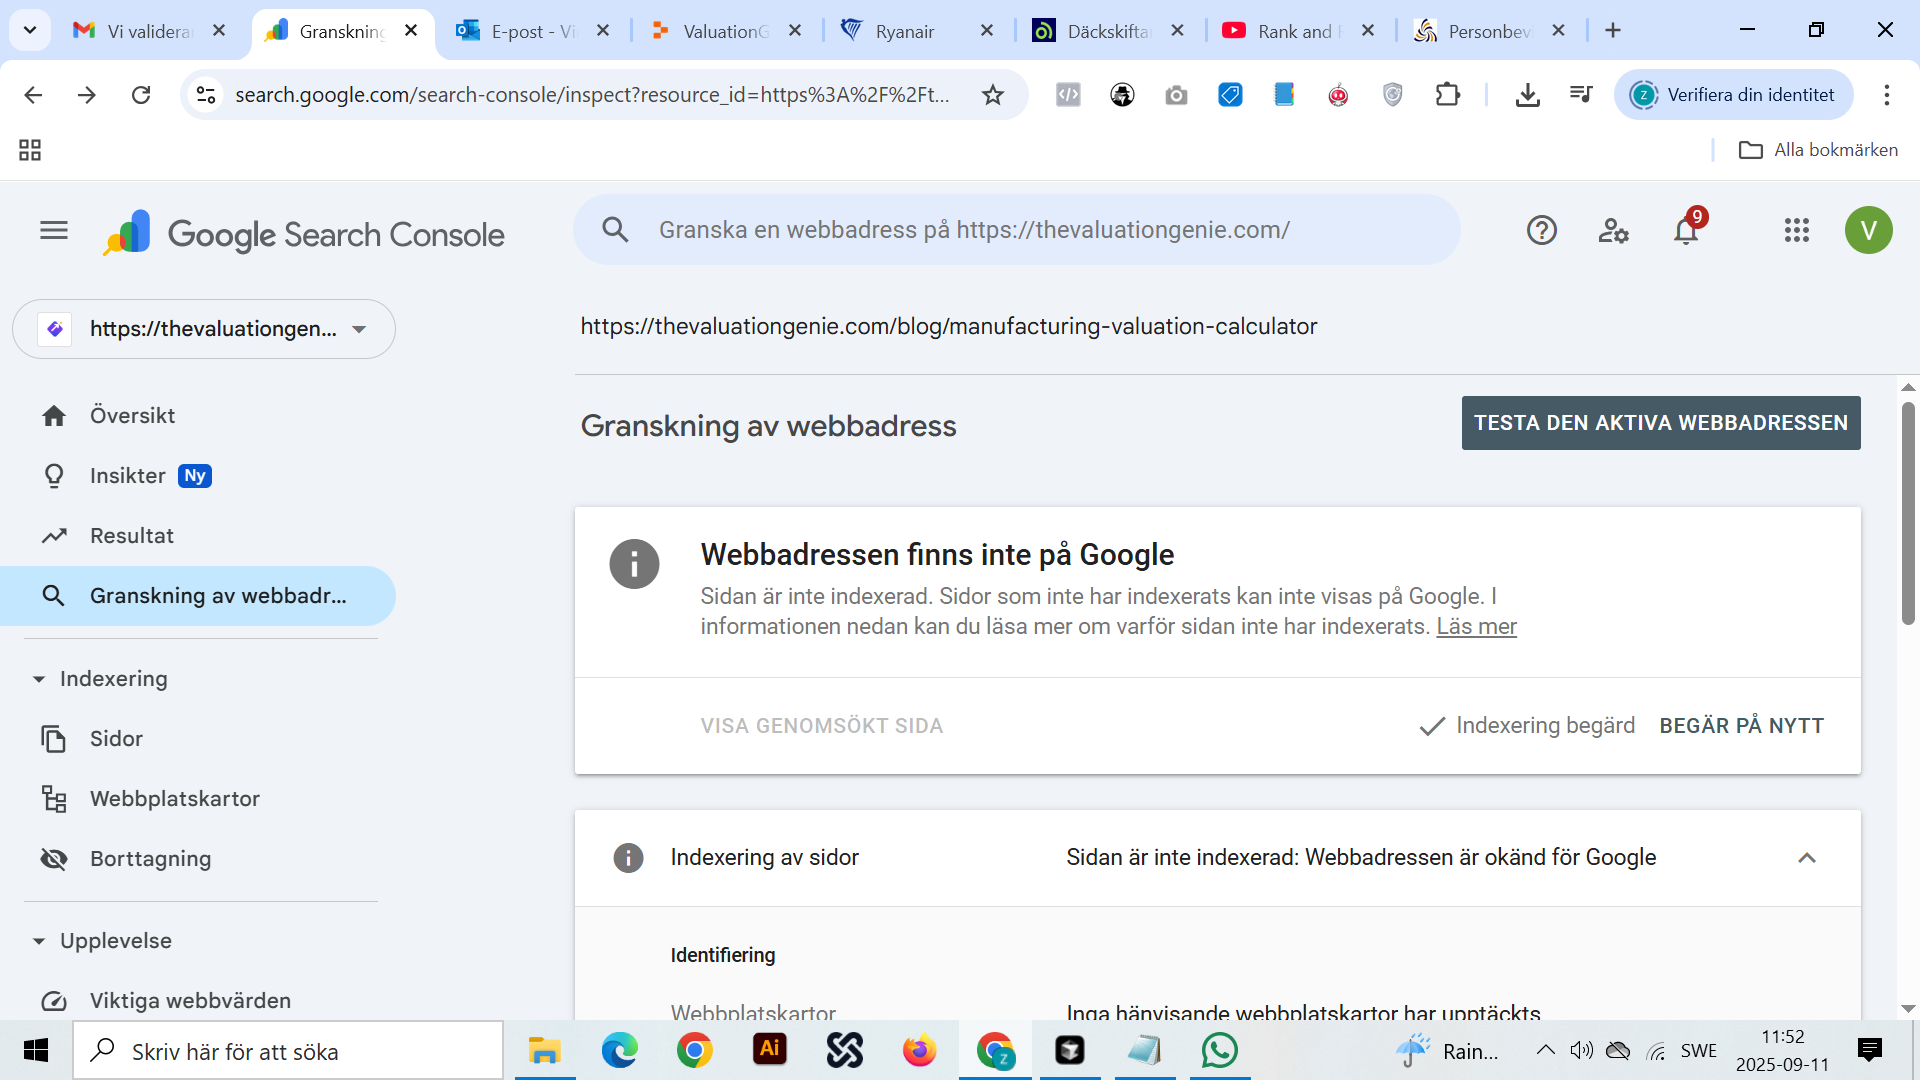 Vi validera
Granskning
E-post - Vi
ValuationG
Ryanair
Däckskifta
Rank and
Personbevi
search.google.com/search-console/inspect?resource_id=https%3A%2F%2Ft...
Verifiera din identitet
Alla bokmärken
Google Search Console
Granska en webbadress på https://thevaluationgenie.com/
9
V
https://thevaluationgen...
https://thevaluationgenie.com/blog/manufacturing-valuation-calculator
Översikt
Insikter Ny
Resultat
Granskning av webbadr...
Indexering
Sidor
Webbplatskartor
Borttagning
Upplevelse
Viktiga webbvärden
Granskning av webbadress
TESTA DEN AKTIVA WEBBADRESSEN
Webbadressen finns inte på Google
Sidan är inte indexerad. Sidor som inte har indexerats kan inte visas på Google. I
informationen nedan kan du läsa mer om varför sidan inte har indexerats. Läs mer
VISA GENOMSÖKT SIDA
Indexering begärd
BEGÄR PÅ NYTT
Indexering av sidor
Sidan är inte indexerad: Webbadressen är okänd för Google
Identifiering
Webbplatskartor
Inga hänvisande webbplatskartor har upptäckts
Skriv här för att söka
Ai
Z
Rain...
SWE
11:52
2025-09-11